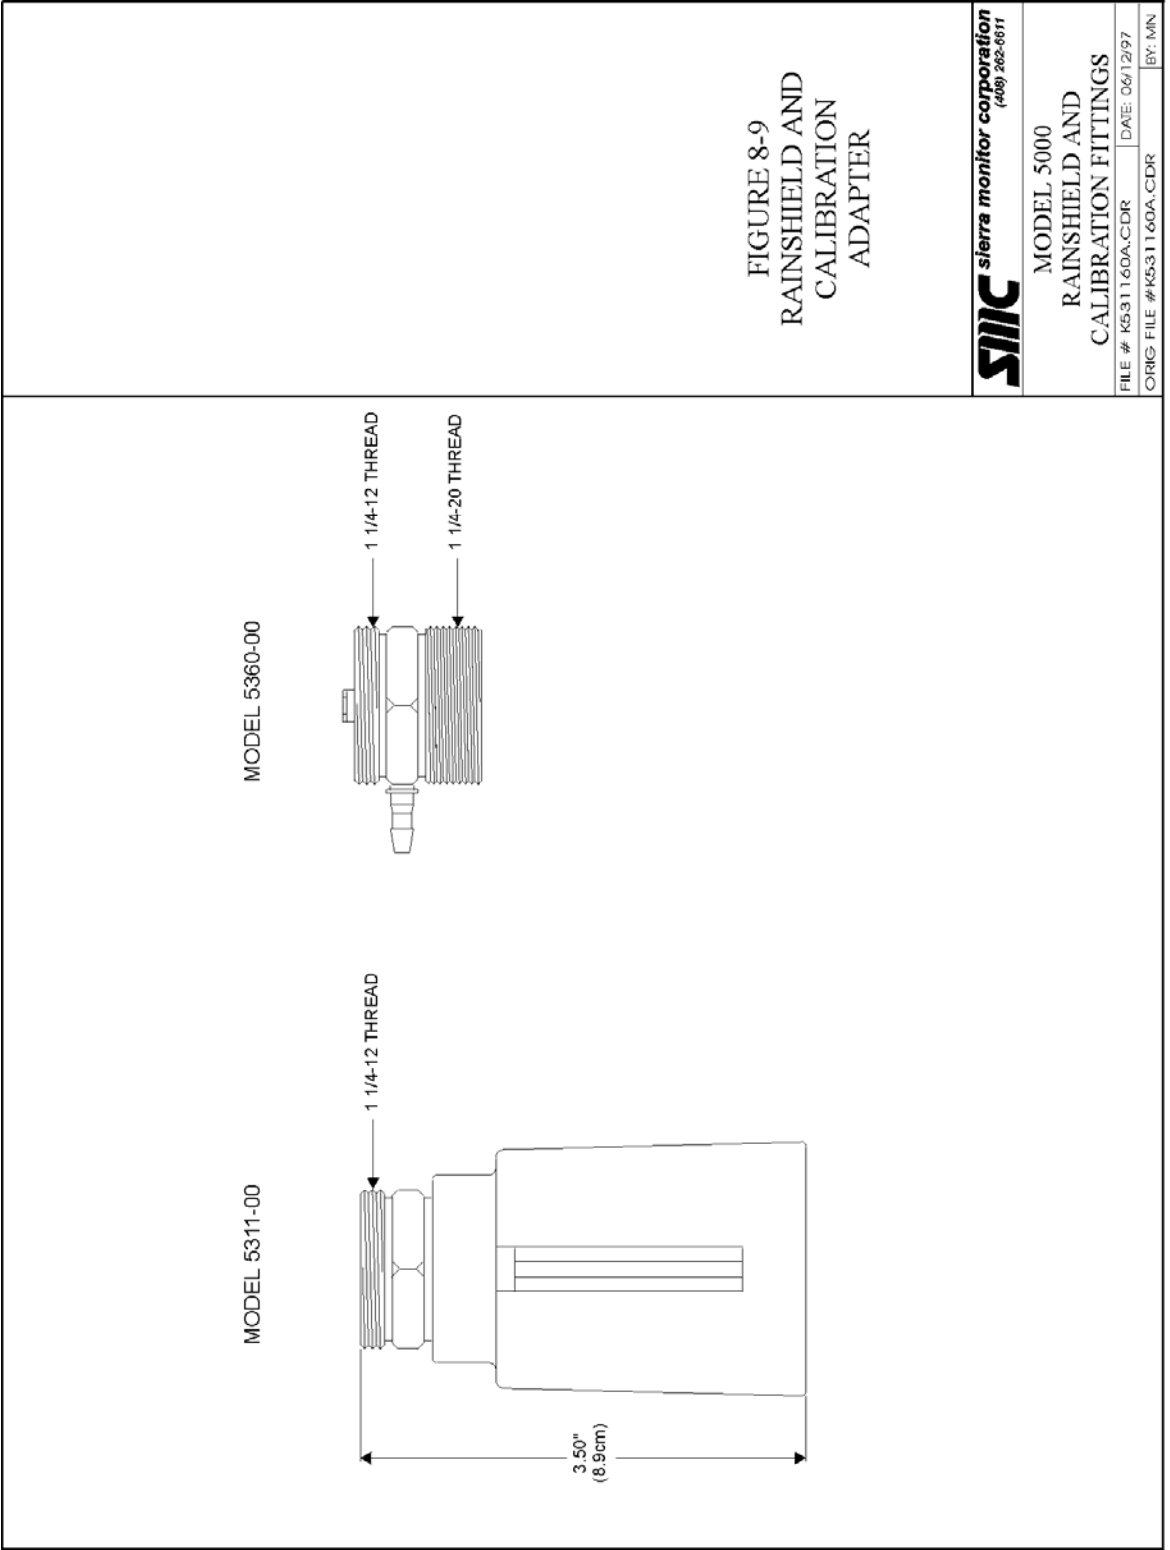 MODEL 5311-00
1 1/4-12 THREAD
3.50"
(8.9cm)
MODEL 5360-00
1 1/4-12 THREAD
1 1/4-20 THREAD
FIGURE 8-9
RAINSHIELD AND
CALIBRATION
ADAPTER
SMC sierra monitor corporation
(408) 262-6611
MODEL 5000
RAINSHIELD AND
CALIBRATION FITTINGS
FILE # K531160A.CDR DATE: 06/12/97
ORIG FILE #K531160A.CDR BY: MN